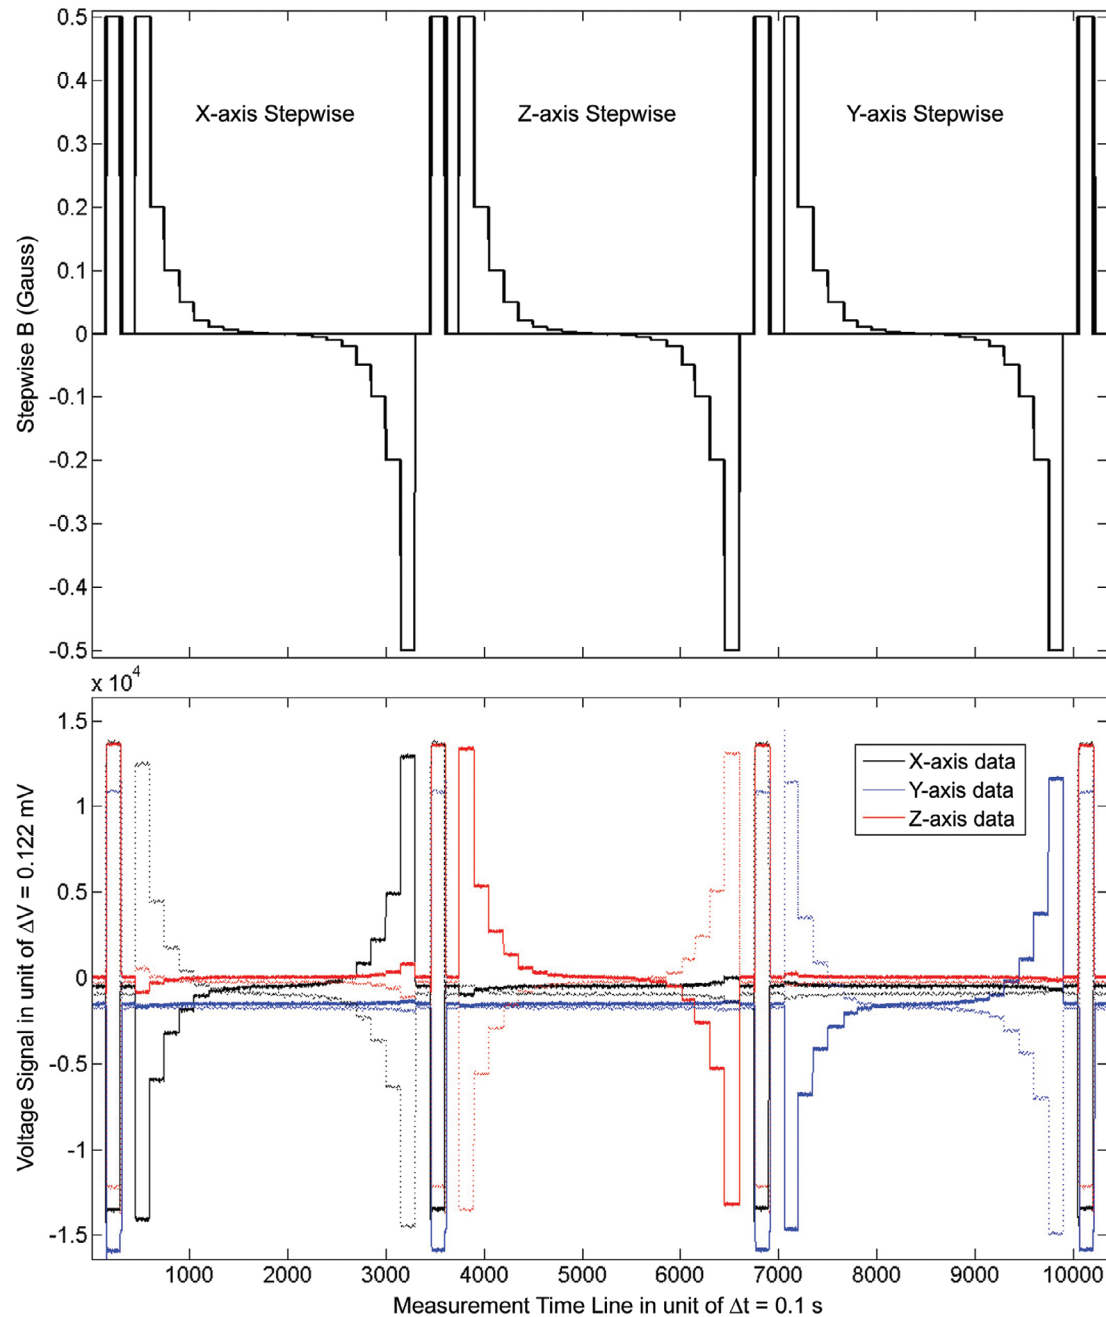 0.5
0.4
X-axis Stepwise
Z-axis Stepwise
Y-axis Stepwise
0.3
0.2
0.1
0
-0.1
-0.2
-0.3
-0.4
-0.5
Stepwise B (Gauss)
x 10^4
1.5
1
0.5
0
-0.5
-1
-1.5
Voltage Signal in unit of ΔV = 0.122 mV
X-axis data
Y-axis data
Z-axis data
1000 2000 3000 4000 5000 6000 7000 8000 9000 10000
Measurement Time Line in unit of Δt = 0.1 s